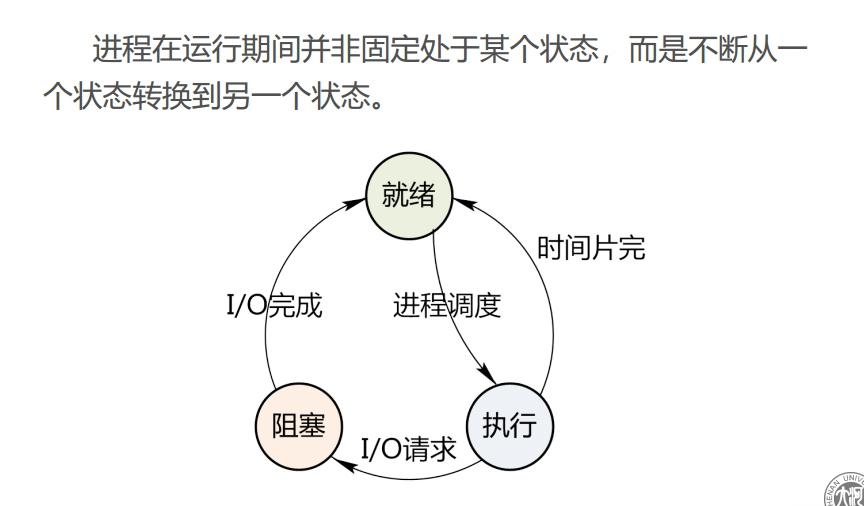 进程在运行期间并非固定处于某个状态，而是不断从一
个状态转换到另一个状态。
就绪
时间片完
I/O完成
进程调度
阻塞
执行
I/O请求